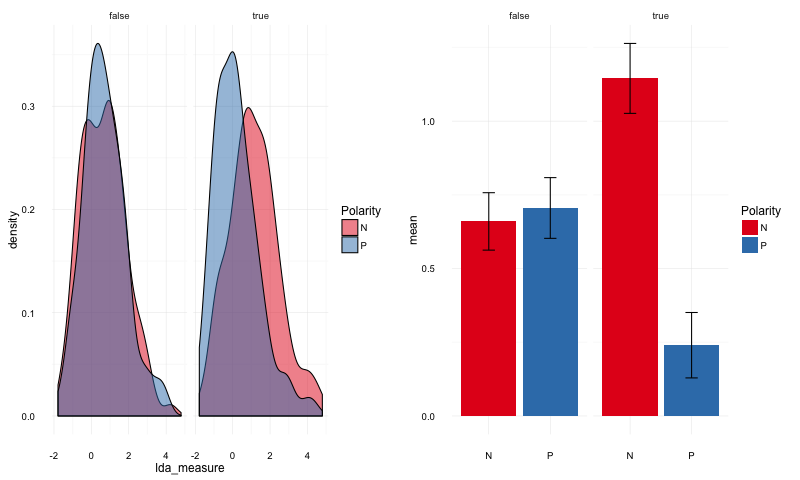 false
true
density
0.3
0.2
0.1
0.0
-2
0
2
4
-2
0
2
4
lda_measure
Polarity
N
P
false
true
mean
1.0
0.5
0.0
N
P
N
P
Polarity
N
P